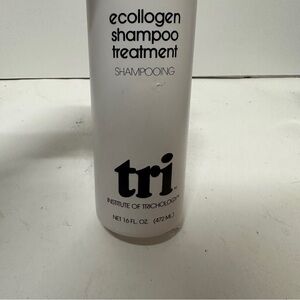 ecollogen
shampoo
treatment
SHAMPOOING
tri
INSTITUTE OF TRICHOLOGY
NET 16 FL. OZ. (472 ML)